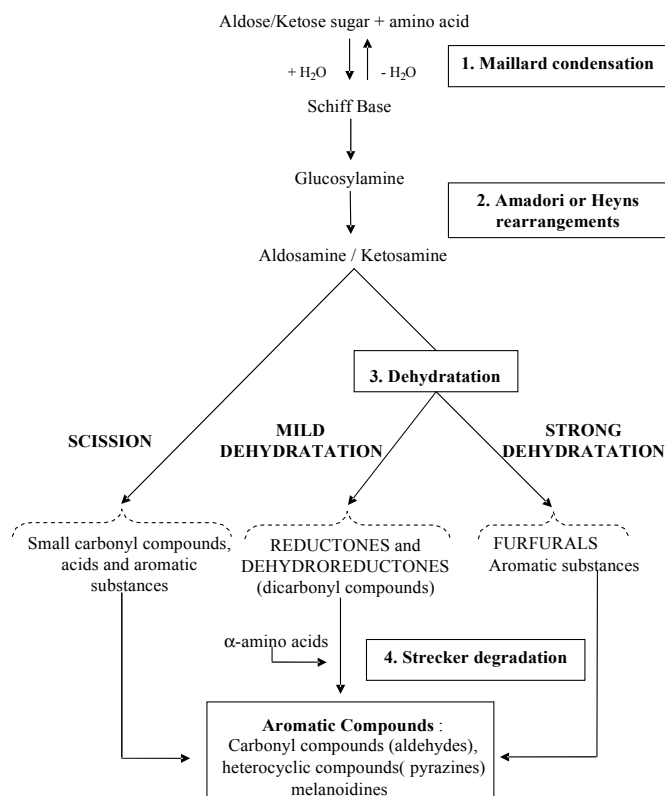 Aldose/Ketose sugar + amino acid
+ H₂O
- H₂O
1. Maillard condensation
Schiff Base
Glucosylamine
2. Amadori or Heyns
rearrangements
Aldosamine / Ketosamine
3. Dehydratation
SCISSION
MILD
DEHYDRATATION
STRONG
DEHYDRATATION
Small carbonyl compounds,
acids and aromatic
substances
REDUCTONES and
DEHYDROREDUCTONES
(dicarbonyl compounds)
FURFURALS
Aromatic substances
α-amino acids
4. Strecker degradation
Aromatic Compounds :
Carbonyl compounds (aldehydes),
heterocyclic compounds( pyrazines)
melanoidines